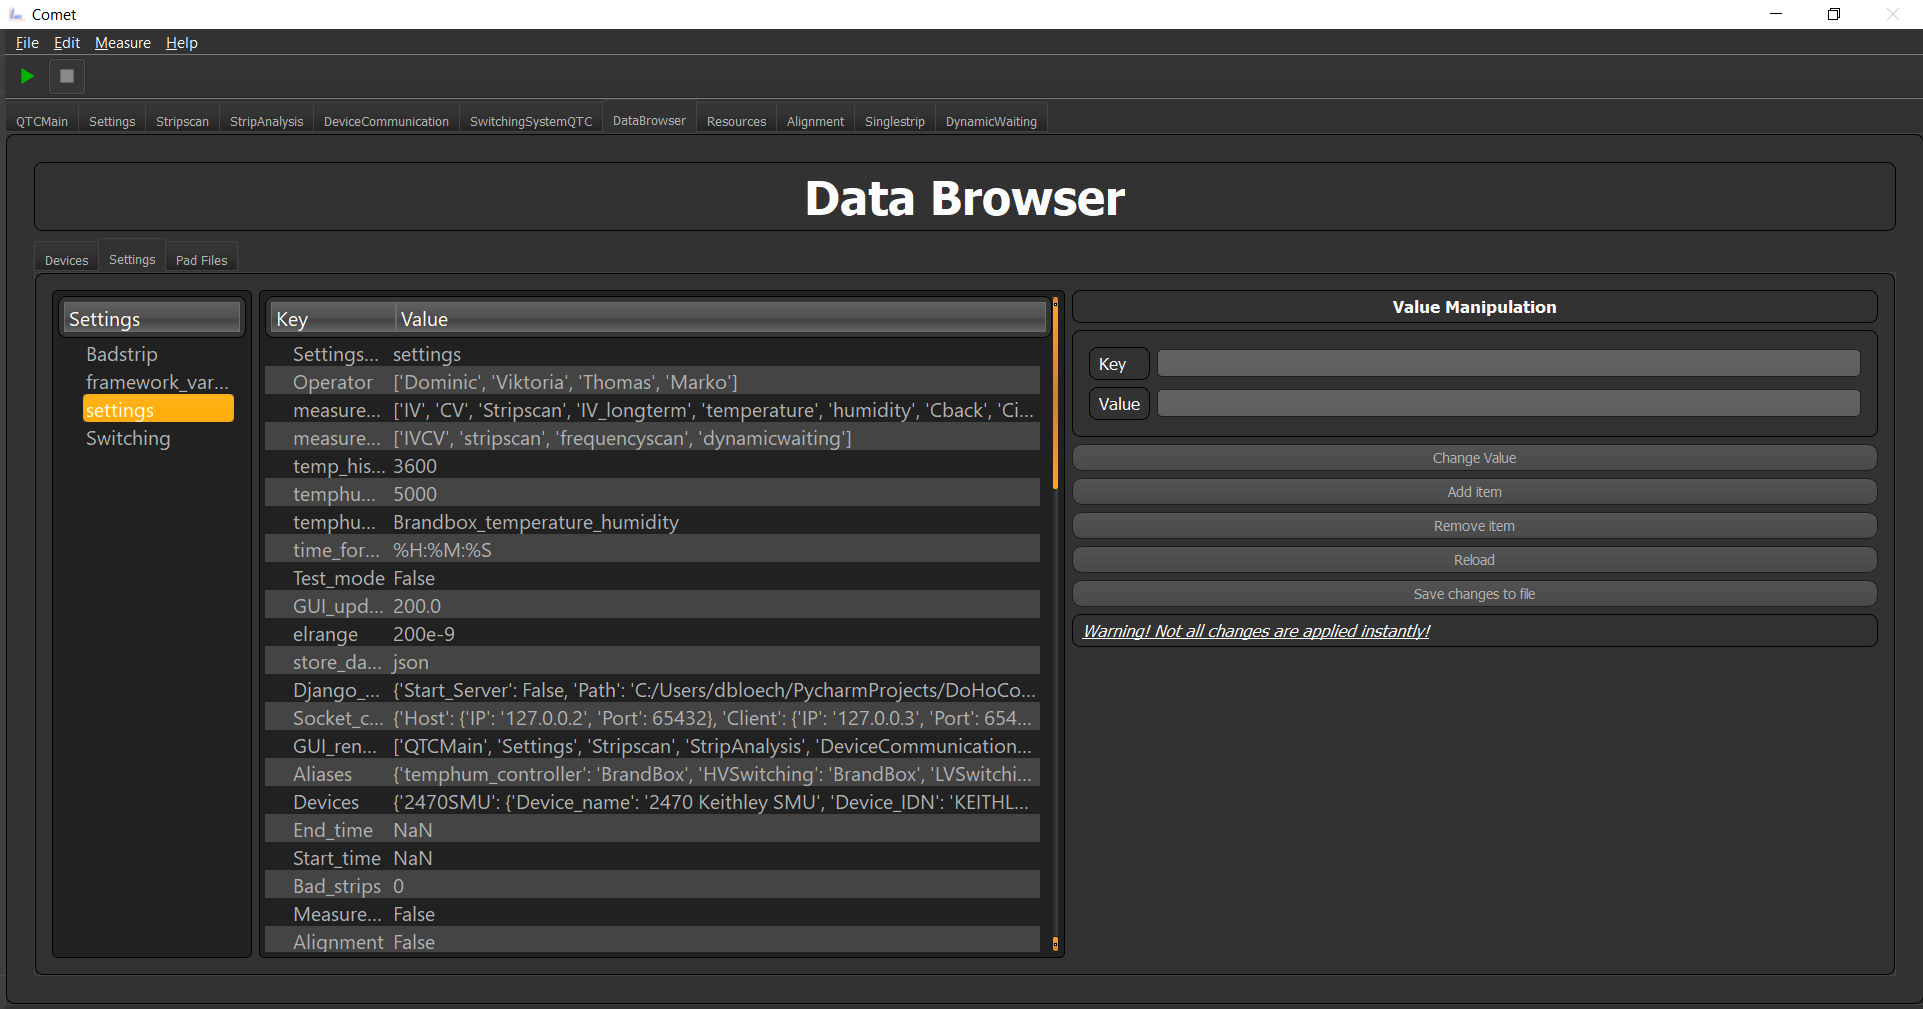 Comet
File Edit Measure Help
QTCMain Settings Stripscan StripAnalysis DeviceCommunication SwitchingSystemQTC DataBrowser Resources Alignment Singlestrip DynamicWaiting
Data Browser
Devices Settings Pad Files
Settings
Badstrip
framework_var...
settings
Switching
Key Value
Settings... settings
Operator ['Dominic', 'Viktoria', 'Thomas', 'Marko']
measure... ['IV', 'CV', 'Stripscan', 'IV_longterm', 'temperature', 'humidity', 'Cback', 'Ci...
measure... ['IVCV', 'stripscan', 'frequencyscan', 'dynamicwaiting']
temp_his... 3600
temphu... 5000
temphu... Brandbox_temperature_humidity
time_for... %H:%M:%S
Test_mode False
GUI_upd... 200.0
elrange 200e-9
store_da... json
Django_... {'Start_Server': False, 'Path': 'C:/Users/dbloech/PycharmProjects/DoHoCo...
Socket_c... {'Host': {'IP': '127.0.0.2', 'Port': 65432}, 'Client': {'IP': '127.0.0.3', 'Port': 654...
GUI_ren... ['QTCMain', 'Settings', 'Stripscan', 'StripAnalysis', 'DeviceCommunication...
Aliases {'temphum_controller': 'BrandBox', 'HVSwitching': 'BrandBox', 'LVSwitchi...
Devices {'2470SMU': {'Device_name': '2470 Keithley SMU', 'Device_IDN': 'KEITHL...
End_time NaN
Start_time NaN
Bad_strips 0
Measure... False
Alignment False
Value Manipulation
Key
Value
Change Value
Add item
Remove item
Reload
Save changes to file
Warning! Not all changes are applied instantly!